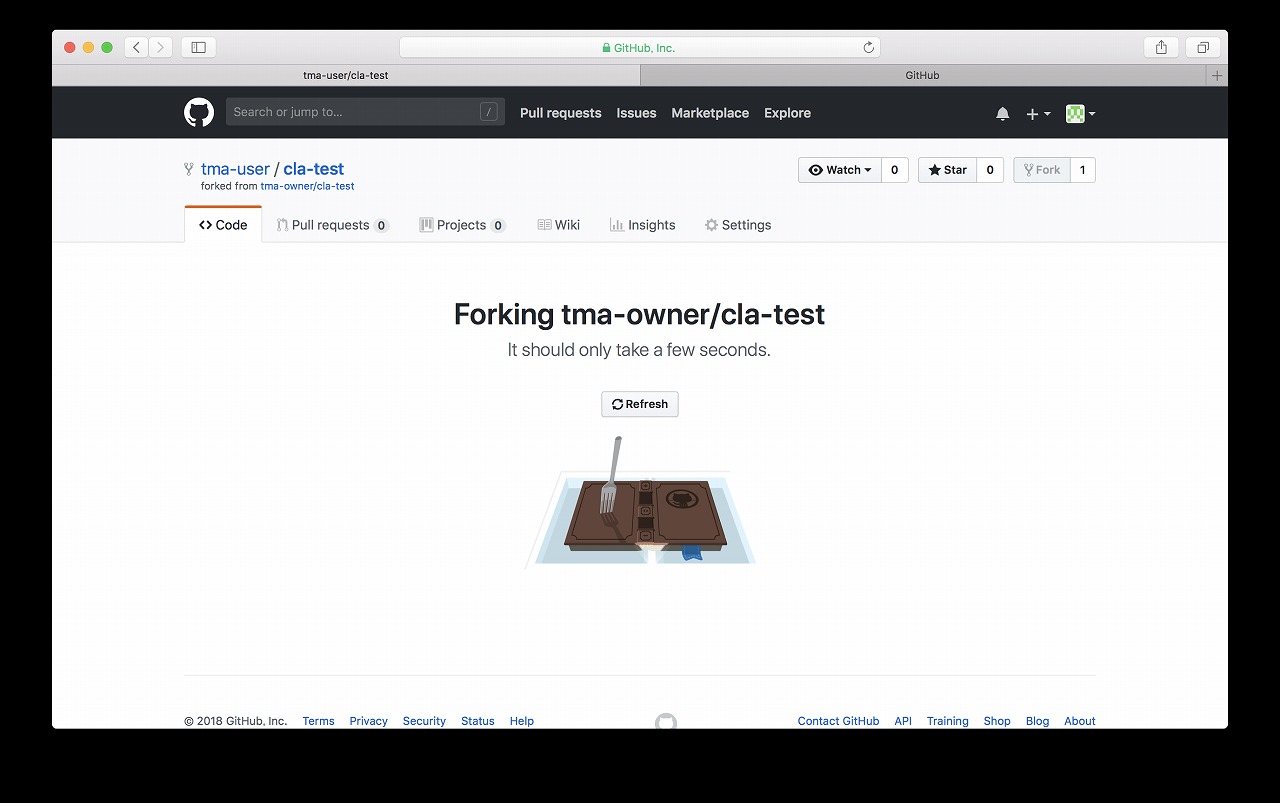 GitHub, Inc.
tma-user/cla-test
GitHub
Search or jump to...
/
Pull requests
Issues
Marketplace
Explore
tma-user / cla-test
forked from tma-owner/cla-test
Watch 0
Star 0
Fork 1
Code
Pull requests 0
Projects 0
Wiki
Insights
Settings
Forking tma-owner/cla-test
It should only take a few seconds.
Refresh
© 2018 GitHub, Inc.
Terms
Privacy
Security
Status
Help
Contact GitHub
API
Training
Shop
Blog
About